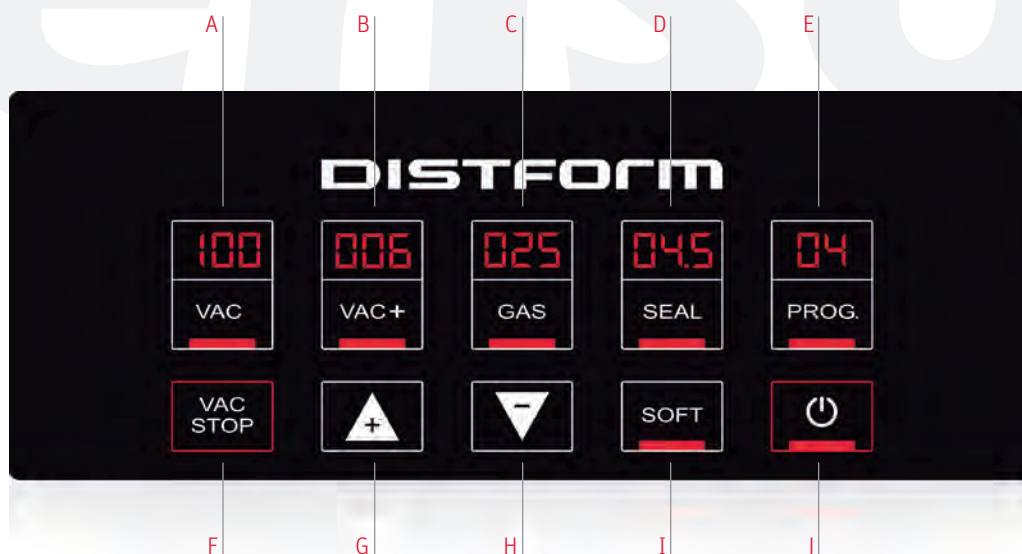 A B C D E
DISTFORM
100 006 025 04.5 04
VAC VAC+ GAS SEAL PROG.
VAC SOFT
STOP + -
F G H I J